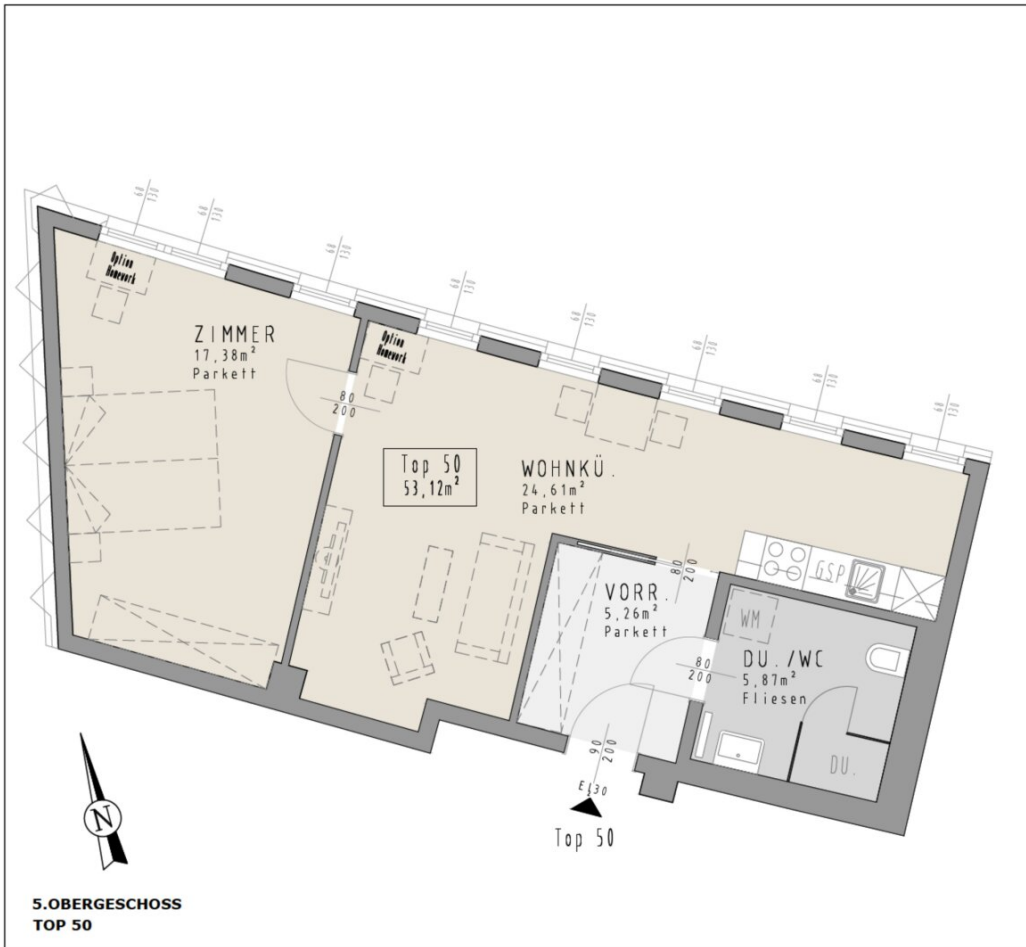 Option
Homework
ZIMMER
17,38m²
Parkett
80
200
Option
Homework
Top 50
53,12m²
WOHNKÜ.
24,61m²
Parkett
80
200
GSP
VORR.
5,26m²
Parkett
WM
80
200
DU./WC
5,87m²
Fliesen
DU.
90
200
Top 50
N
5.OBERGESCHOSS
TOP 50